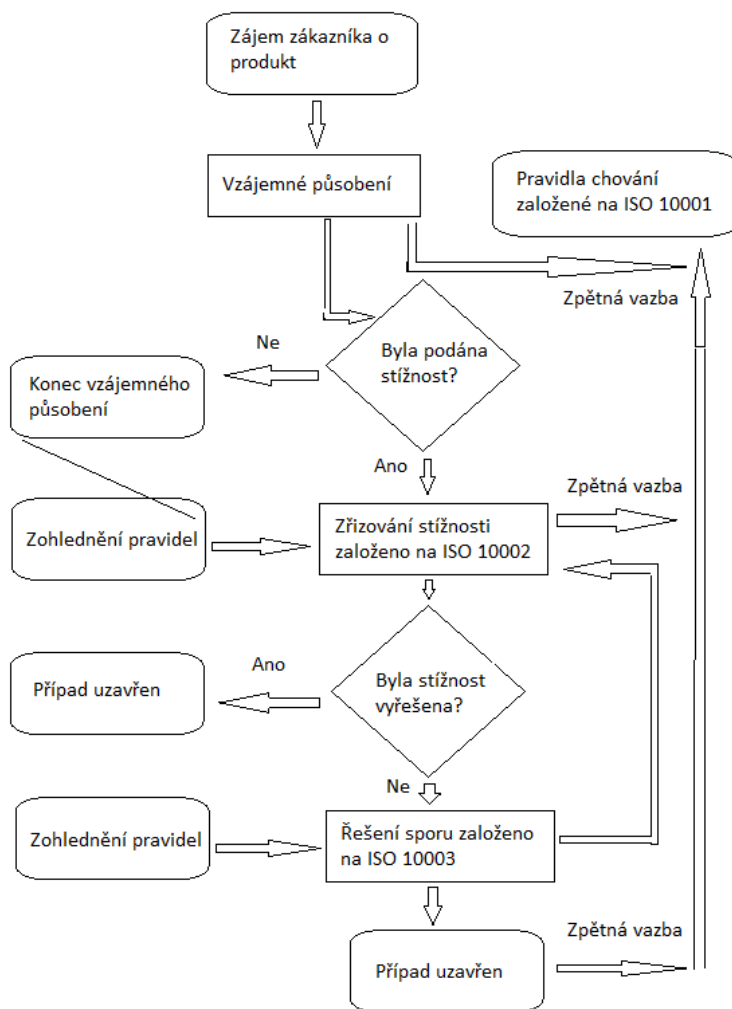 Zájem zákazníka o
produkt
Vzájemné působení
Pravidla chování
založené na ISO 10001
Zpětná vazba
Ne
Byla podána
stížnost?
Konec vzájemného
působení
Ano
Zpětná vazba
Zohlednění pravidel
Zřizování stížnosti
založeno na ISO 10002
Ano
Případ uzavřen
Byla stížnost
vyřešena?
Ne
Zohlednění pravidel
Řešení sporu založeno
na ISO 10003
Zpětná vazba
Případ uzavřen